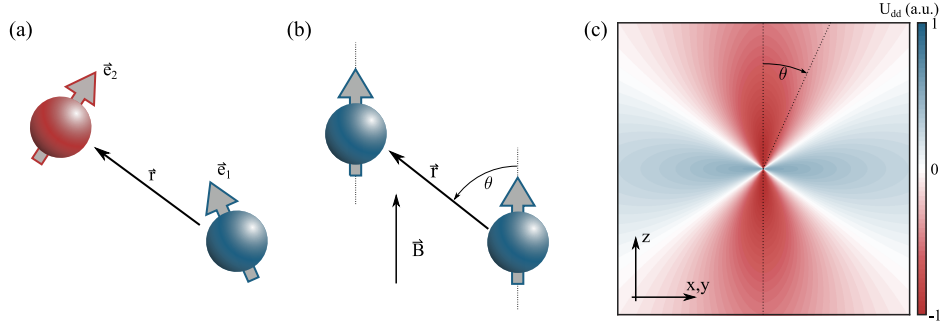 (a)
e⃗₂
r⃗
e⃗₁
(b)
r⃗
θ
B⃗
(c)
θ
z
x,y
U_dd (a.u.)
1
0
-1